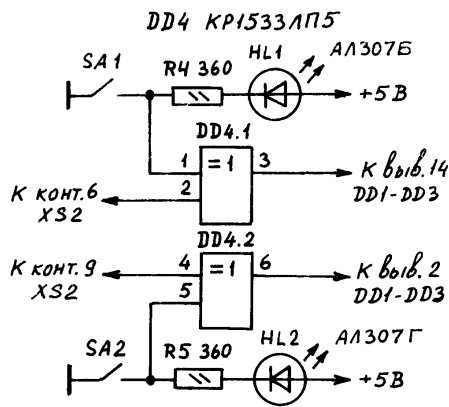 DD4 КР1533ЛП5
SA1
R4 360
HL1
АЛ307Б
+5В
DD4.1
1
=1
3
2
К выв.14
DD1-DD3
К конт.6
XS2
DD4.2
К конт.9
XS2
4
=1
6
5
К выв.2
DD1-DD3
SA2
R5 360
HL2
АЛ307Г
+5В